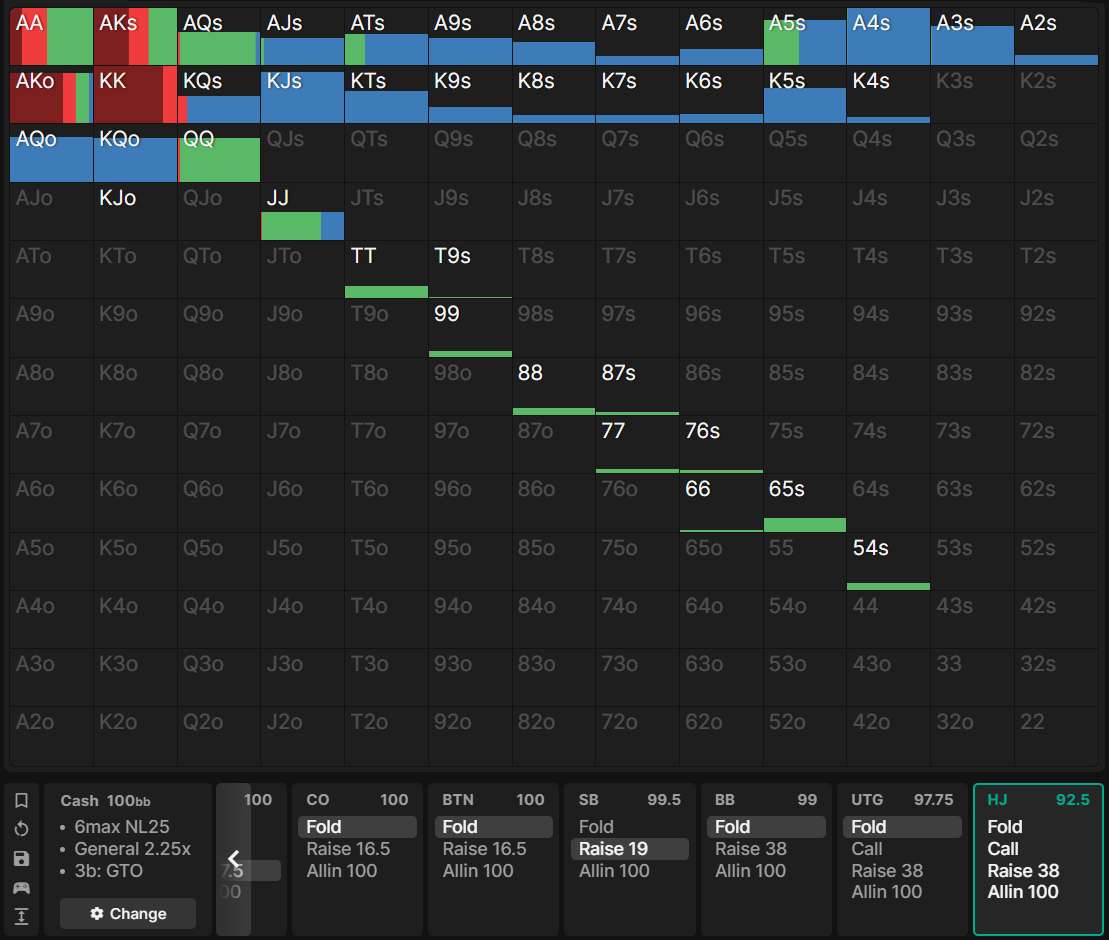 AA AKs AQs AJs ATs A9s A8s A7s A6s A5s A4s A3s A2s
AKo KK KQs KJs KTs K9s K8s K7s K6s K5s K4s K3s K2s
AQo KQo QQ QJs QTs Q9s Q8s Q7s Q6s Q5s Q4s Q3s Q2s
AJo KJo QJo JJ JTs J9s J8s J7s J6s J5s J4s J3s J2s
ATo KTo QTo JTo TT T9s T8s T7s T6s T5s T4s T3s T2s
A9o K9o Q9o J9o T9o 99 98s 97s 96s 95s 94s 93s 92s
A8o K8o Q8o J8o T8o 98o 88 87s 86s 85s 84s 83s 82s
A7o K7o Q7o J7o T7o 97o 87o 77 76s 75s 74s 73s 72s
A6o K6o Q6o J6o T6o 96o 86o 76o 66 65s 64s 63s 62s
A5o K5o Q5o J5o T5o 95o 85o 75o 65o 55 54s 53s 52s
A4o K4o Q4o J4o T4o 94o 84o 74o 64o 54o 44 43s 42s
A3o K3o Q3o J3o T3o 93o 83o 73o 63o 53o 43o 33 32s
A2o K2o Q2o J2o T2o 92o 82o 72o 62o 52o 42o 32o 22
Cash 100bb
• 6max NL25
• General 2.25x
• 3b: GTO
Change
100
7.5
00
CO 100
Fold
Raise 16.5
Allin 100
BTN 100
Fold
Raise 16.5
Allin 100
SB 99.5
Fold
Raise 19
Allin 100
BB 99
Fold
Raise 38
Allin 100
UTG 97.75
Fold
Call
Raise 38
Allin 100
HJ 92.5
Fold
Call
Raise 38
Allin 100